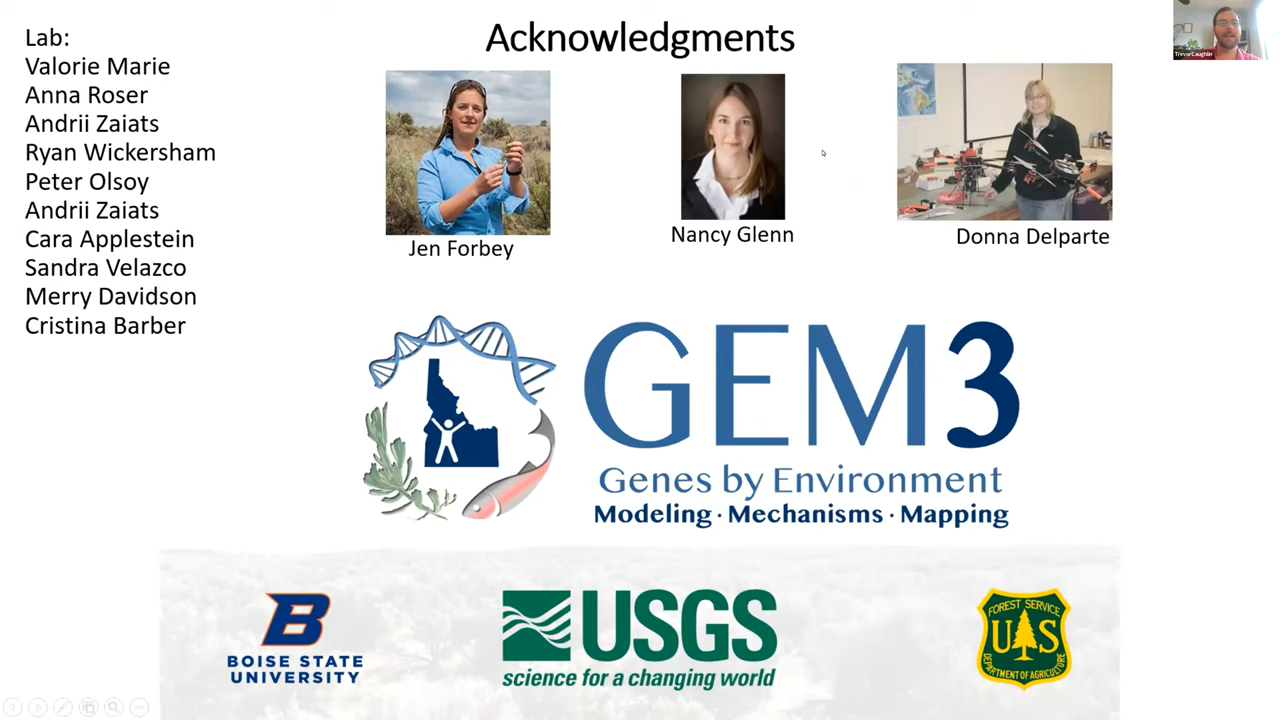 Acknowledgments
Lab:
Valorie Marie
Anna Roser
Andrii Zaiats
Ryan Wickersham
Peter Olsoy
Andrii Zaiats
Cara Applestein
Sandra Velazco
Merry Davidson
Cristina Barber
TrevorCaughlin
Jen Forbey
Nancy Glenn
Donna Delparte
GEM3
Genes by Environment
Modeling · Mechanisms · Mapping
B
BOISE STATE
UNIVERSITY
USGS
science for a changing world
FOREST SERVICE
U S
DEPARTMENT OF AGRICULTURE